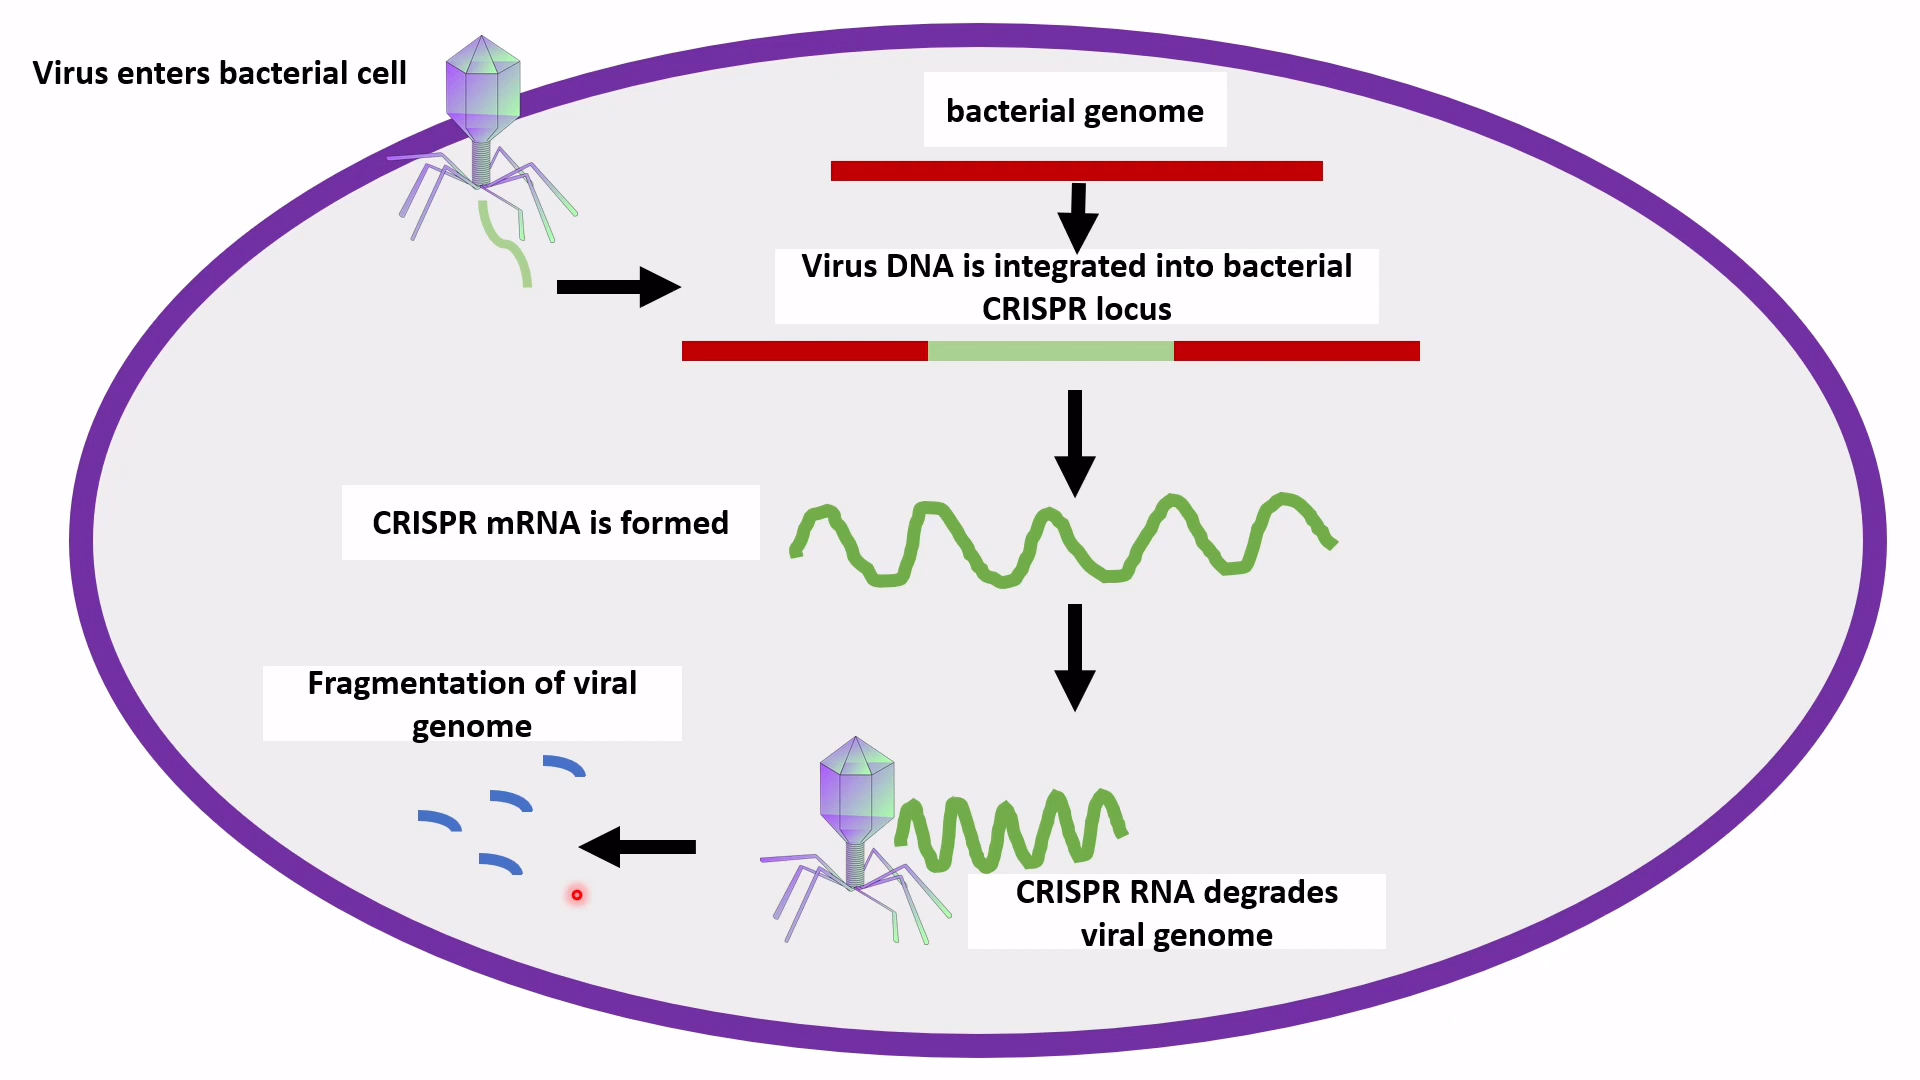 Virus enters bacterial cell
bacterial genome
Virus DNA is integrated into bacterial
CRISPR locus
CRISPR mRNA is formed
Fragmentation of viral
genome
CRISPR RNA degrades
viral genome